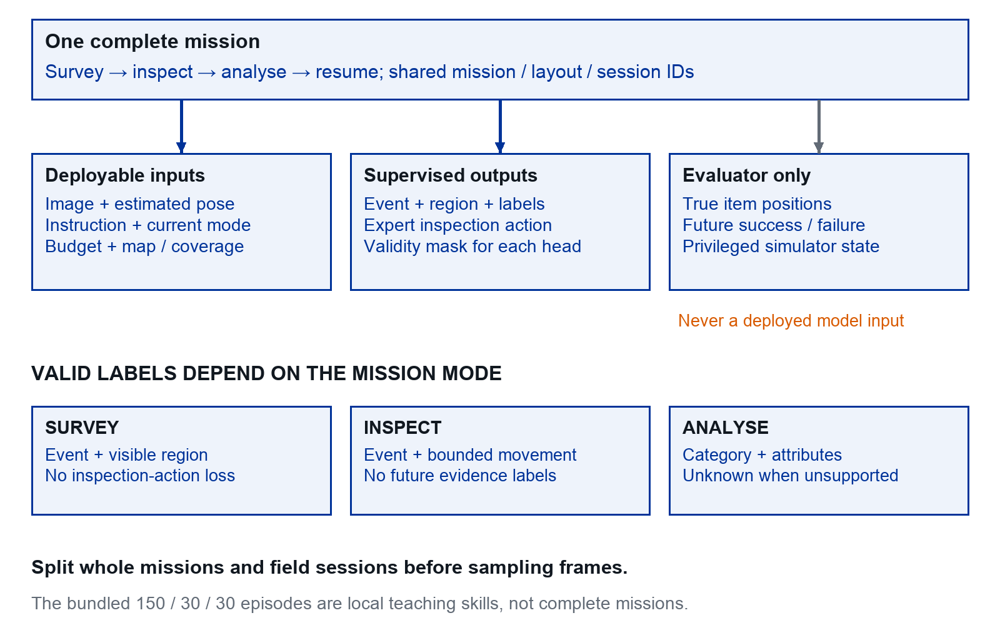 One complete mission
Survey → inspect → analyse → resume; shared mission / layout / session IDs
Deployable inputs
Image + estimated pose
Instruction + current mode
Budget + map / coverage
Supervised outputs
Event + region + labels
Expert inspection action
Validity mask for each head
Evaluator only
True item positions
Future success / failure
Privileged simulator state
Never a deployed model input
VALID LABELS DEPEND ON THE MISSION MODE
SURVEY
Event + visible region
No inspection-action loss
INSPECT
Event + bounded movement
No future evidence labels
ANALYSE
Category + attributes
Unknown when unsupported
Split whole missions and field sessions before sampling frames.
The bundled 150 / 30 / 30 episodes are local teaching skills, not complete missions.